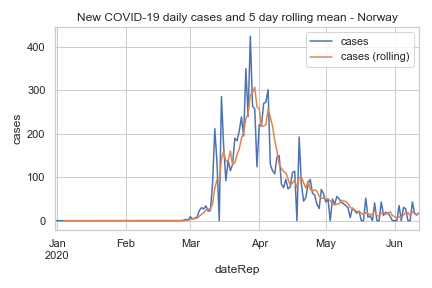 New COVID-19 daily cases and 5 day rolling mean - Norway
cases
cases (rolling)
400
300
200
100
0
cases
Jan
2020
Feb
Mar
Apr
May
Jun
dateRep